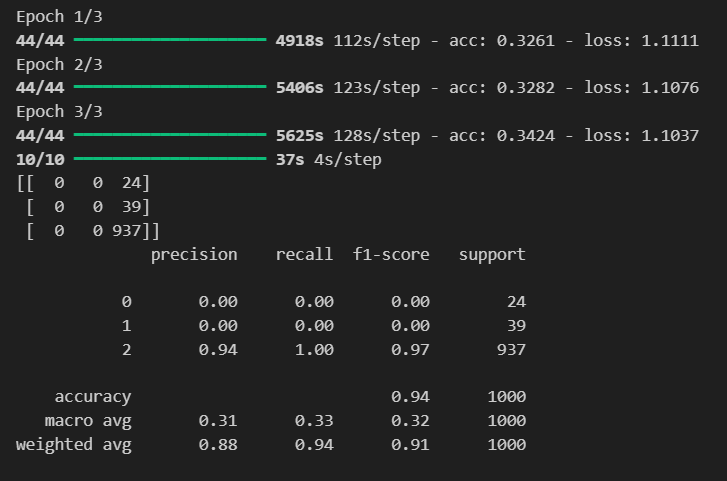 Epoch 1/3
44/44 ━━━━━━━━━━━━━━━━━━━━ 4918s 112s/step - acc: 0.3261 - loss: 1.1111
Epoch 2/3
44/44 ━━━━━━━━━━━━━━━━━━━━ 5406s 123s/step - acc: 0.3282 - loss: 1.1076
Epoch 3/3
44/44 ━━━━━━━━━━━━━━━━━━━━ 5625s 128s/step - acc: 0.3424 - loss: 1.1037
10/10 ━━━━━━━━━━━━━━━━━━━━ 37s 4s/step
[[  0   0  24]
 [  0   0  39]
 [  0   0 937]]
              precision    recall  f1-score   support

           0       0.00      0.00      0.00        24
           1       0.00      0.00      0.00        39
           2       0.94      1.00      0.97       937

    accuracy                           0.94      1000
   macro avg       0.31      0.33      0.32      1000
weighted avg       0.88      0.94      0.91      1000